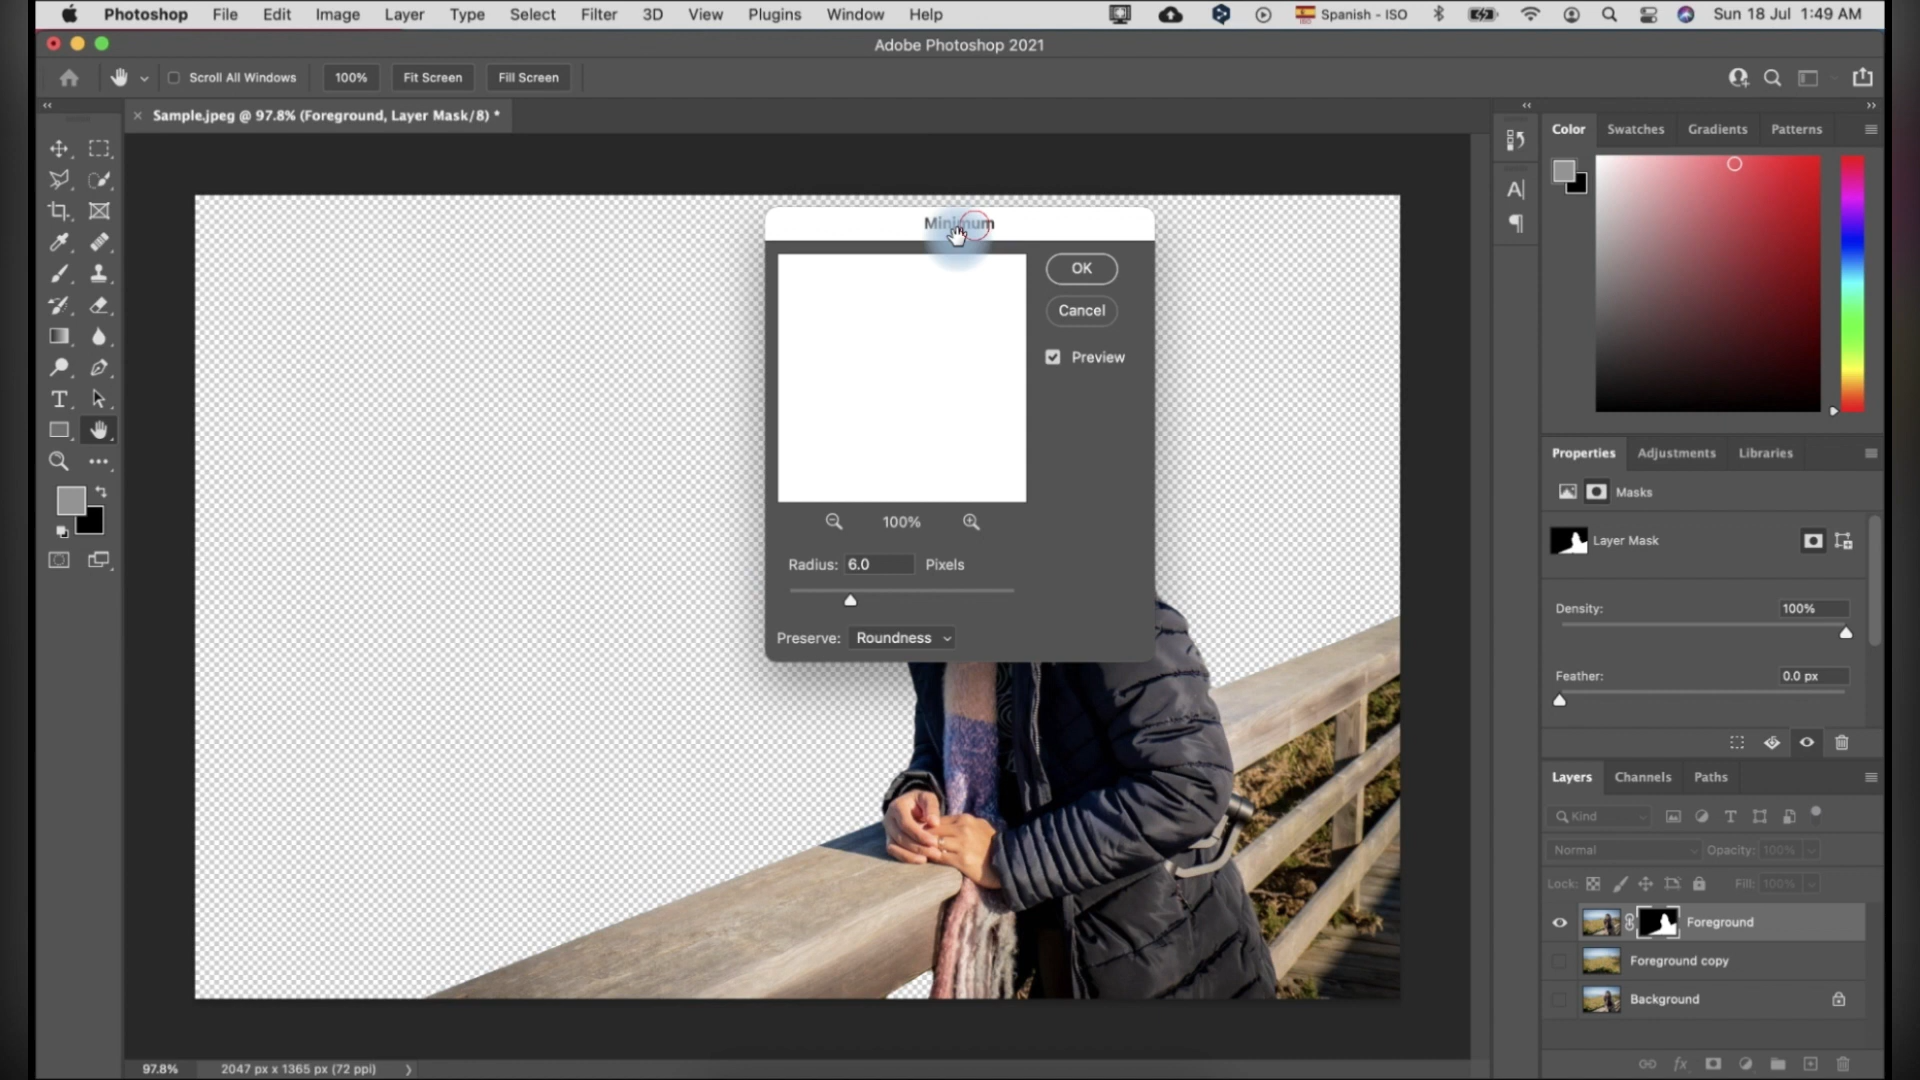 Photoshop File Edit Image Layer Type Select Filter 3D View Plugins Window Help Spanish - ISO Sun 18 Jul 1:49 AM
Adobe Photoshop 2021
Scroll All Windows 100% Fit Screen Fill Screen
Sample.jpeg @ 97.8% (Foreground, Layer Mask/8) *
Color Swatches Gradients Patterns
Minimum
OK
Cancel
Preview
100%
Radius: 6.0 Pixels
Preserve: Roundness
Properties Adjustments Libraries
Masks
Layer Mask
Density: 100%
Feather: 0.0 px
Layers Channels Paths
Kind
Normal Opacity: 100%
Lock: Fill: 100%
Foreground
Foreground copy
Background
97.8% 2047 px x 1365 px (72 ppi)